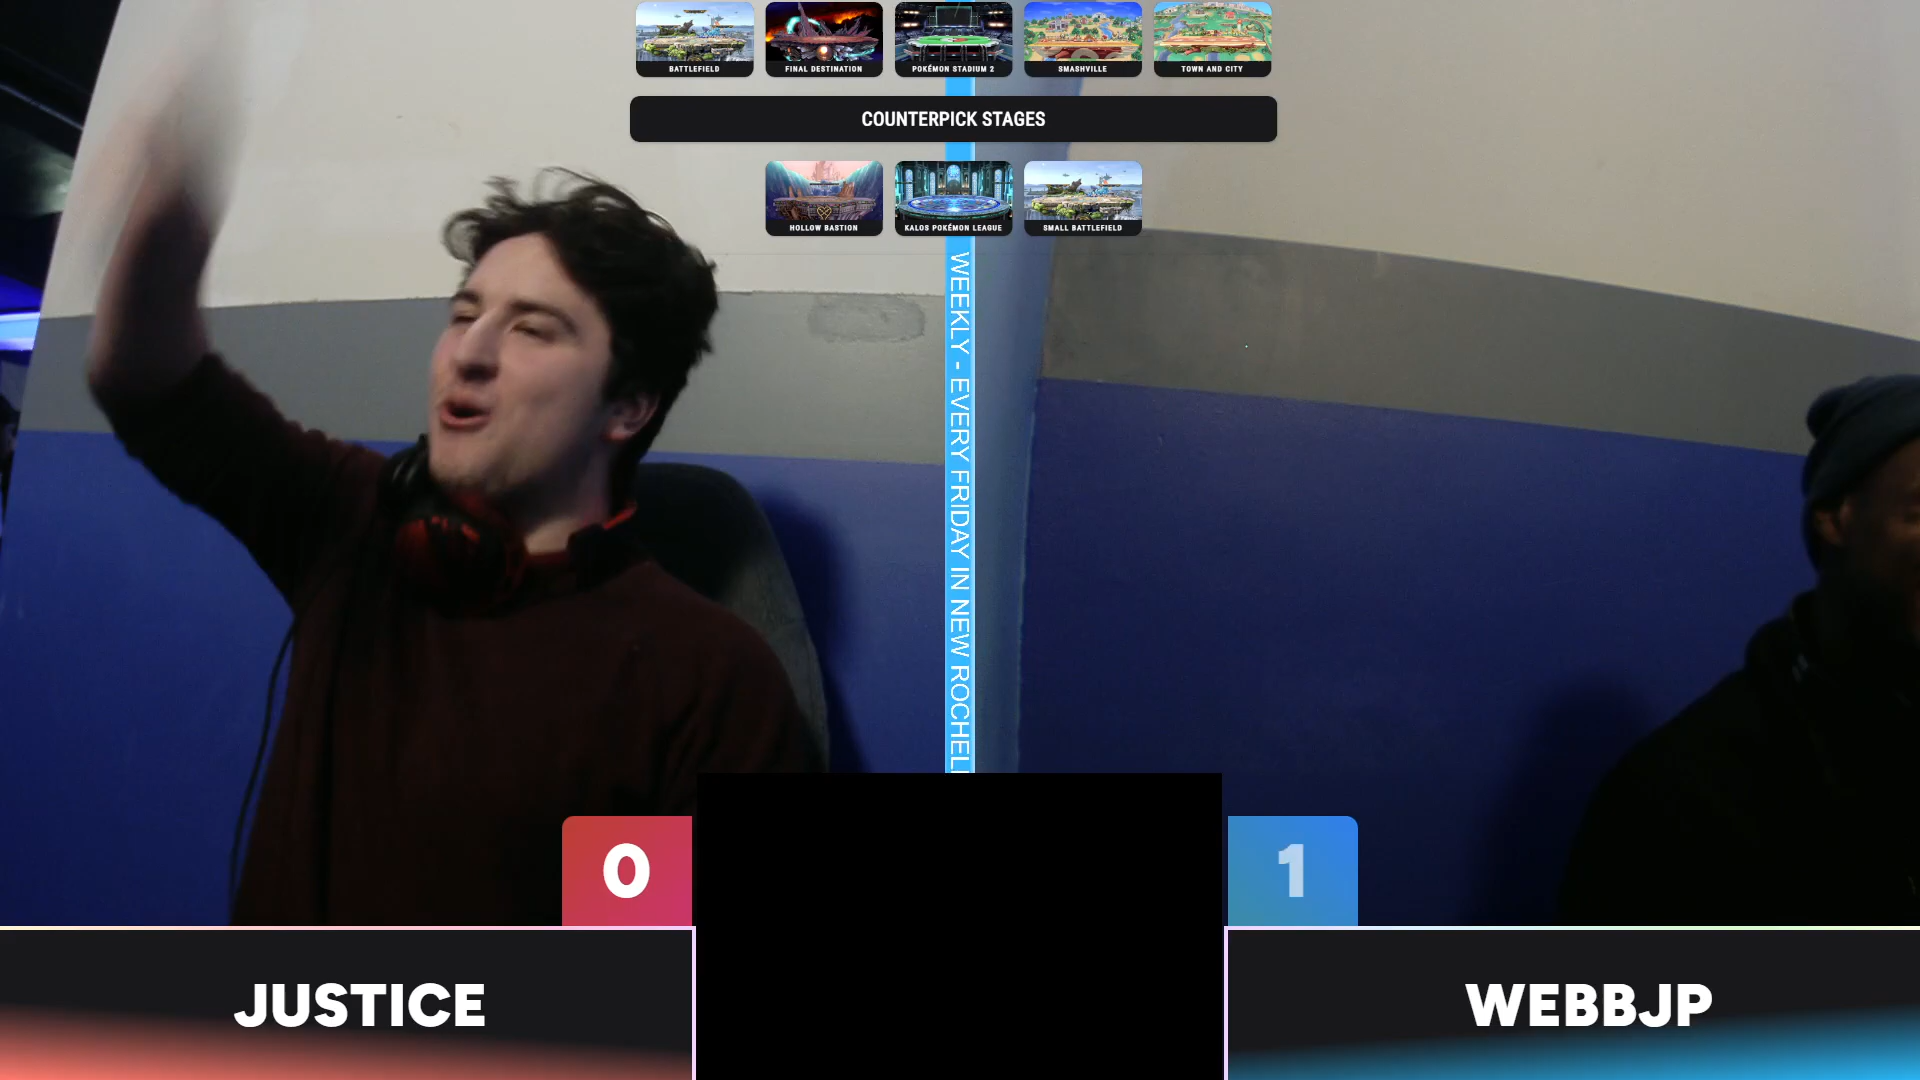 BATTLEFIELD
FINAL DESTINATION
POKÉMON STADIUM 2
SMASHVILLE
TOWN AND CITY
COUNTERPICK STAGES
HOLLOW BASTION
KALOS POKÉMON LEAGUE
SMALL BATTLEFIELD
WEEKLY - EVERY FRIDAY IN NEW ROCHELL
0
1
JUSTICE
WEBBJP